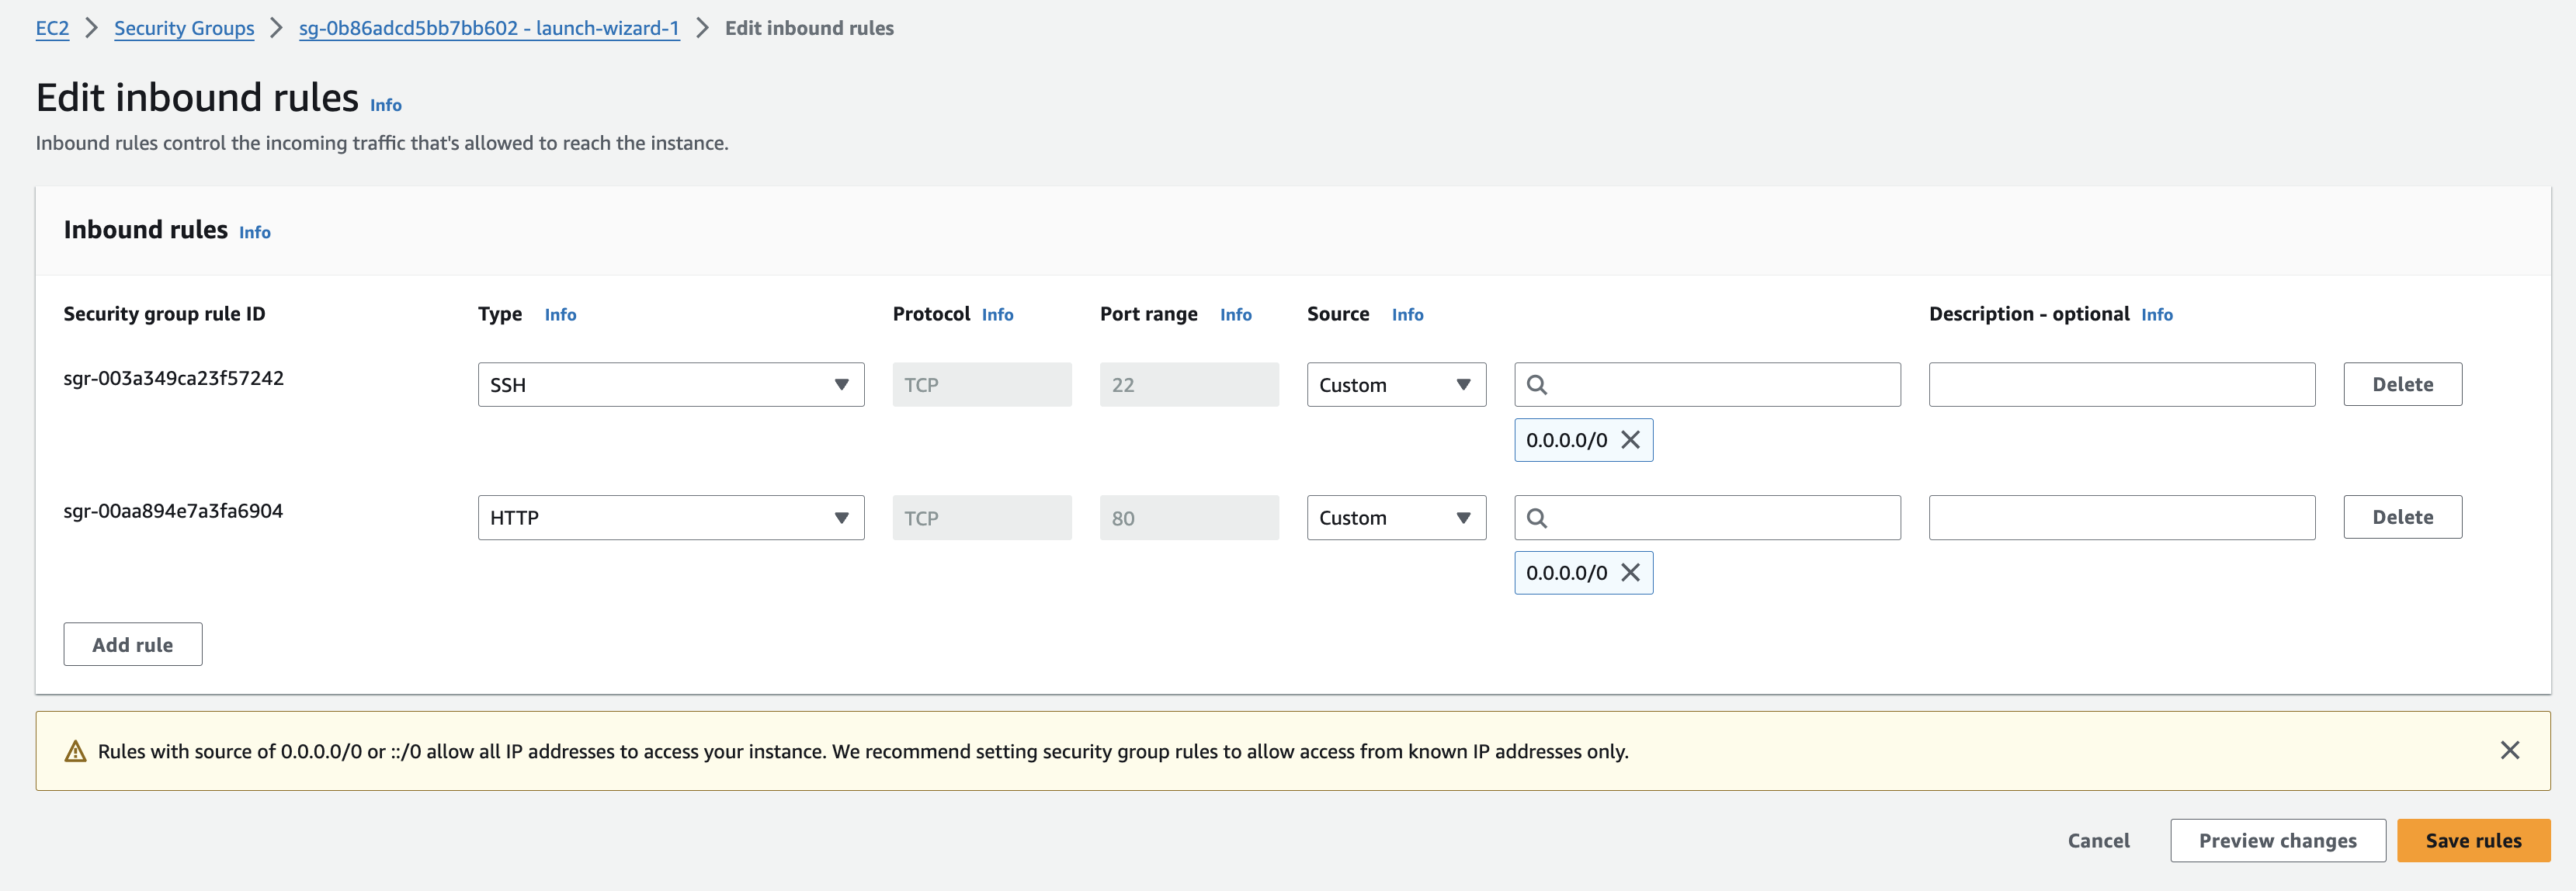 EC2 > Security Groups > sg-0b86adcd5bb7bb602 - launch-wizard-1 > Edit inbound rules
Edit inbound rules Info
Inbound rules control the incoming traffic that's allowed to reach the instance.
Inbound rules Info
Security group rule ID Type Info Protocol Info Port range Info Source Info Description - optional Info
sgr-003a349ca23f57242 SSH TCP 22 Custom Delete
0.0.0.0/0
sgr-00aa894e7a3fa6904 HTTP TCP 80 Custom Delete
0.0.0.0/0
Add rule
Rules with source of 0.0.0.0/0 or ::/0 allow all IP addresses to access your instance. We recommend setting security group rules to allow access from known IP addresses only.
Cancel Preview changes Save rules